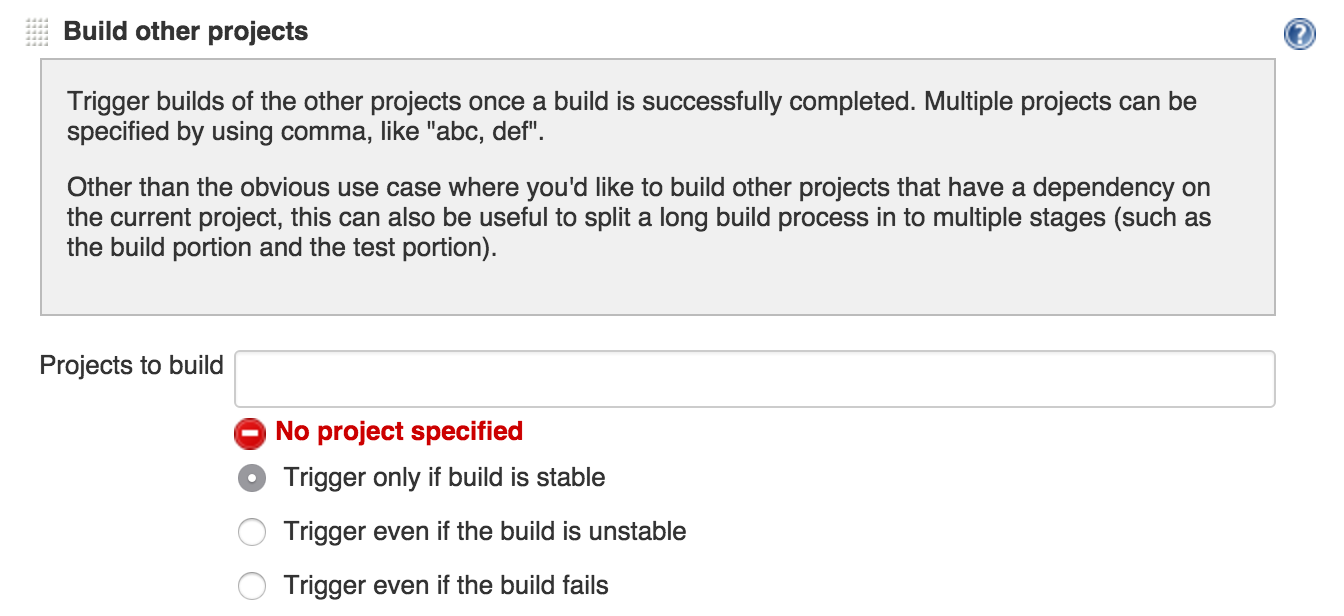 Build other projects
?
Trigger builds of the other projects once a build is successfully completed. Multiple projects can be
specified by using comma, like "abc, def".
Other than the obvious use case where you'd like to build other projects that have a dependency on
the current project, this can also be useful to split a long build process in to multiple stages (such as
the build portion and the test portion).
Projects to build
No project specified
Trigger only if build is stable
Trigger even if the build is unstable
Trigger even if the build fails